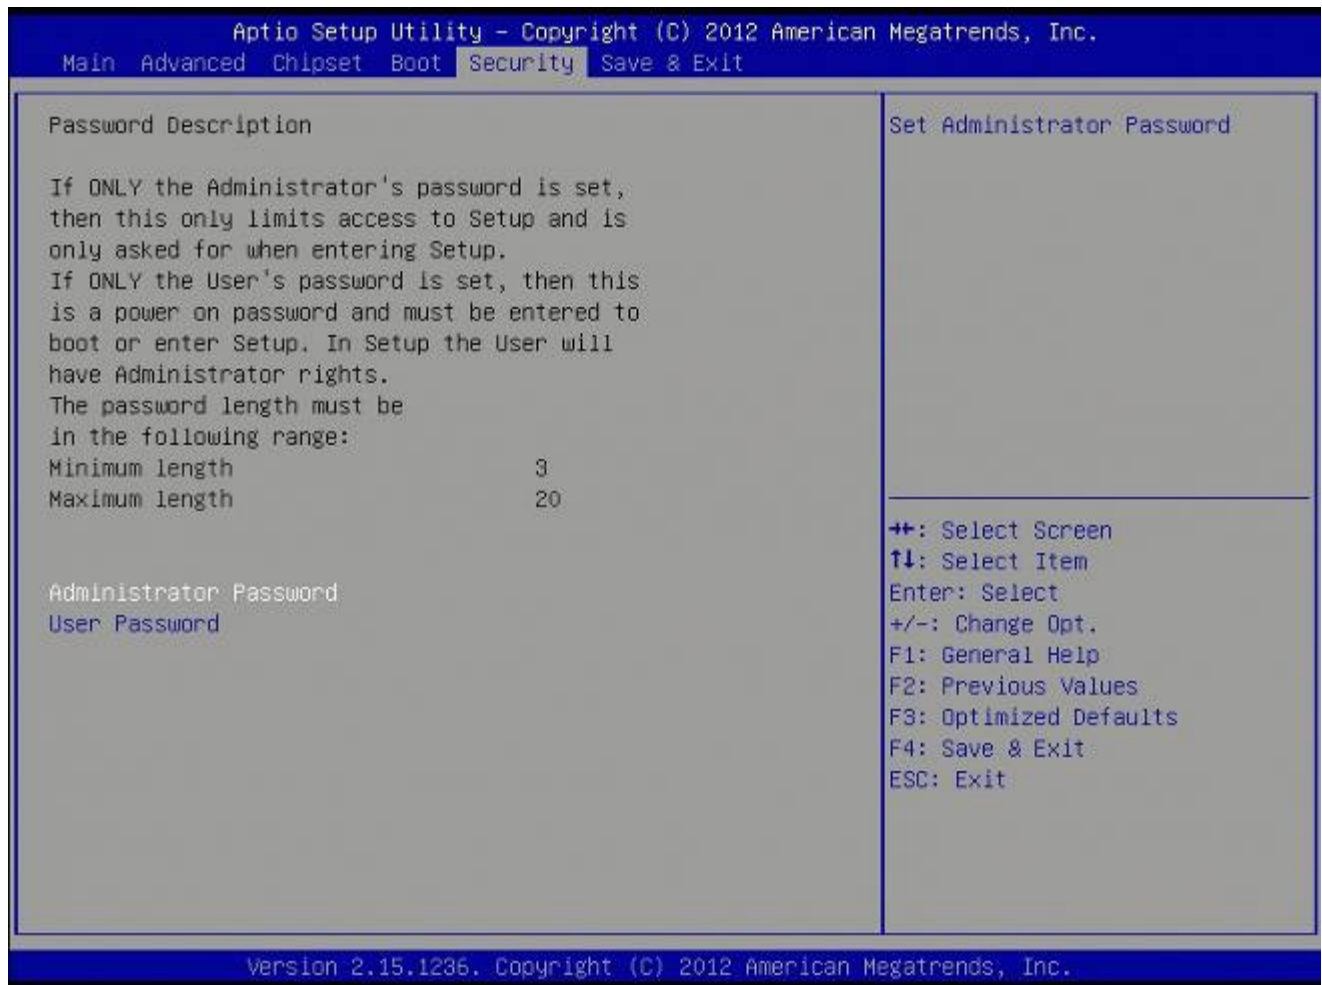 Aptio Setup Utility – Copyright (C) 2012 American Megatrends, Inc.
Main Advanced Chipset Boot Security Save & Exit
Password Description
If ONLY the Administrator's password is set,
then this only limits access to Setup and is
only asked for when entering Setup.
If ONLY the User's password is set, then this
is a power on password and must be entered to
boot or enter Setup. In Setup the User will
have Administrator rights.
The password length must be
in the following range:
Minimum length 3
Maximum length 20
Administrator Password
User Password
Set Administrator Password
→←: Select Screen
↑↓: Select Item
Enter: Select
+/-: Change Opt.
F1: General Help
F2: Previous Values
F3: Optimized Defaults
F4: Save & Exit
ESC: Exit
Version 2.15.1236. Copyright (C) 2012 American Megatrends, Inc.